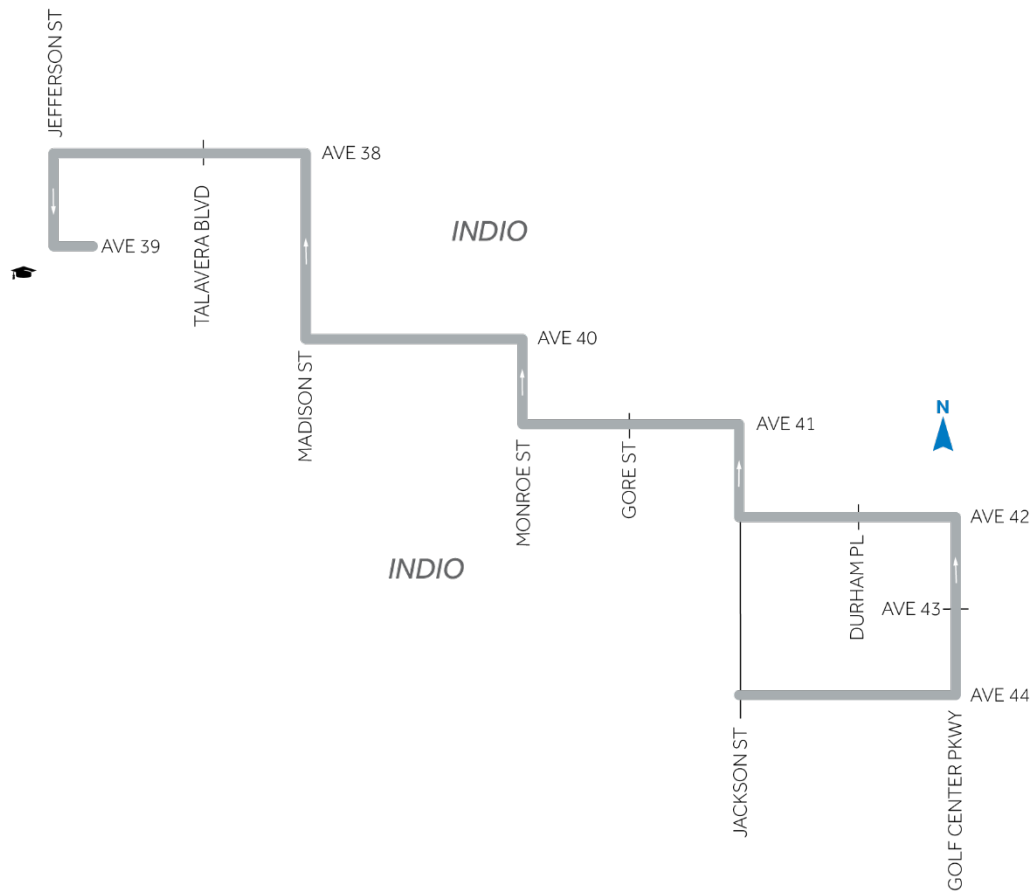 JEFFERSON ST
AVE 38
TALAVERA BLVD
INDIO
AVE 39
AVE 40
MADISON ST
N
AVE 41
MONROE ST
GORE ST
AVE 42
INDIO
DURHAM PL
AVE 43
AVE 44
JACKSON ST
GOLF CENTER PKWY